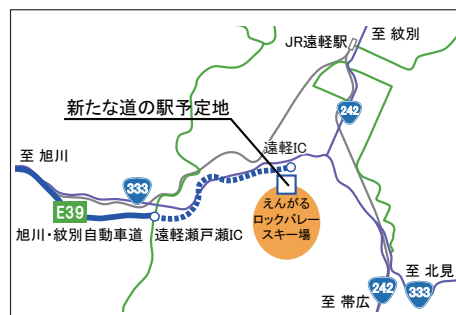 至 紋別
JR遠軽駅
新たな道の駅予定地
242
遠軽IC
至 旭川
333
E39
えんがる
ロックバレー
スキー場
旭川・紋別自動車道
遠軽瀬戸瀬IC
至 北見
242
333
至 帯広